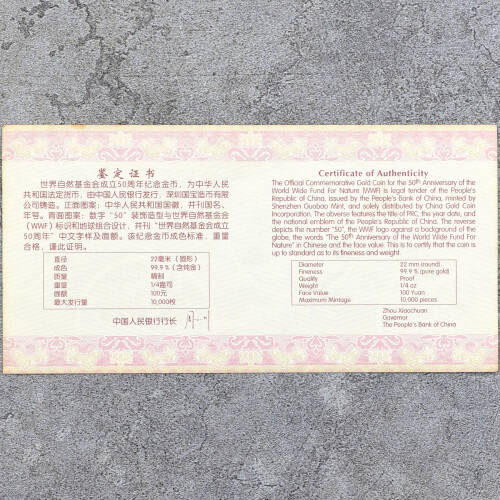 鉴定证书
世界自然基金会成立50周年纪念金币，为中华人民
共和国法定货币，由中国人民银行发行，深圳国宝造币有限
公司铸造。正面图案：中华人民共和国国徽，并刊国名、
年号。背面图案：数字“50”装饰造型与世界自然基金会
（WWF）标识和地球组合设计，并刊“世界自然基金会成立
50周年”中文字样及面额。该纪念金币成色标准，重量
合格，谨此证明。
直径 22毫米（圆形）
成色 99.9％（含纯金）
质量 精制
重量 1/4盎司
面额 100元
最大发行量 10,000枚
中国人民银行行长
Certificate of Authenticity
The Official Commemorative Gold Coin for the 50th Anniversary of the
World Wide Fund For Nature (WWF) is legal tender of the People's
Republic of China, issued by the People's Bank of China, minted by
Shenzhen Guobao Mint, and solely distributed by China Gold Coin
Incorporation. The obverse features the title of PRC, the year date, and
the national emblem of the People's Republic of China. The reverse
depicts the number "50", the WWF logo against a background of the
globe, the words "The 50th Anniversary of the World Wide Fund For
Nature" in Chinese and the face value. This is to certify that the coin is
up to standard as to its fineness and weight.
Diameter 22 mm (round)
Fineness 99.9 % (pure gold)
Quality Proof
Weight 1/4 oz
Face Value 100 Yuan
Maximum Mintage 10,000 pieces
Zhou Xiaochuan
Governor
The People's Bank of China